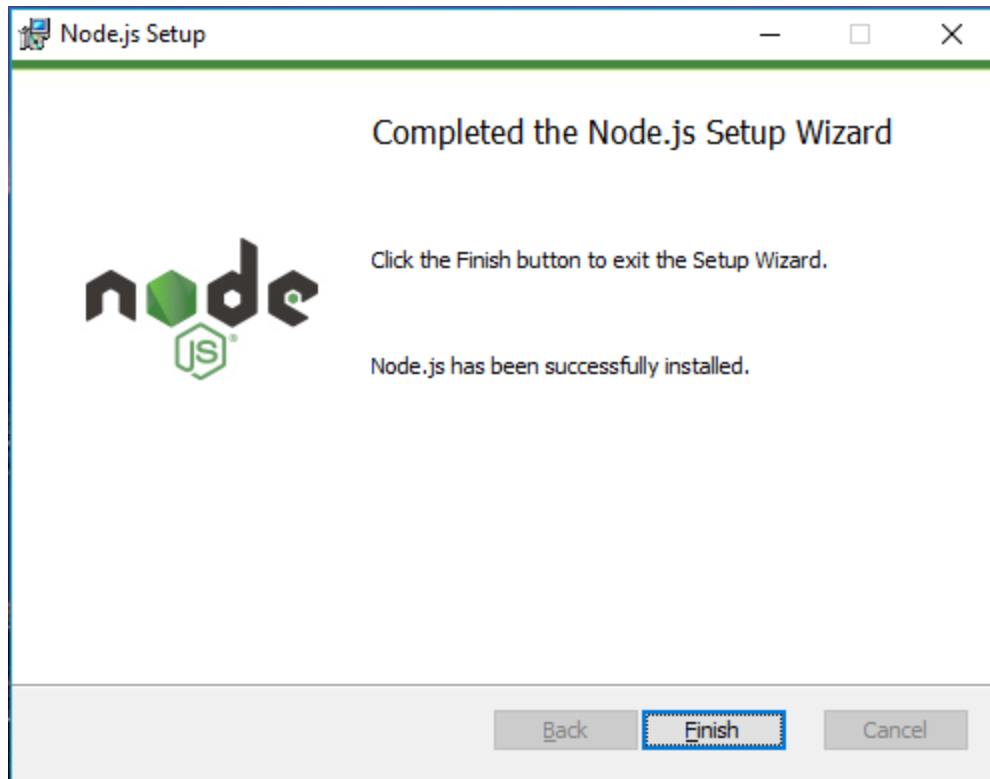 Node.js Setup
Completed the Node.js Setup Wizard
Click the Finish button to exit the Setup Wizard.
node
JS®
Node.js has been successfully installed.
Back Finish Cancel